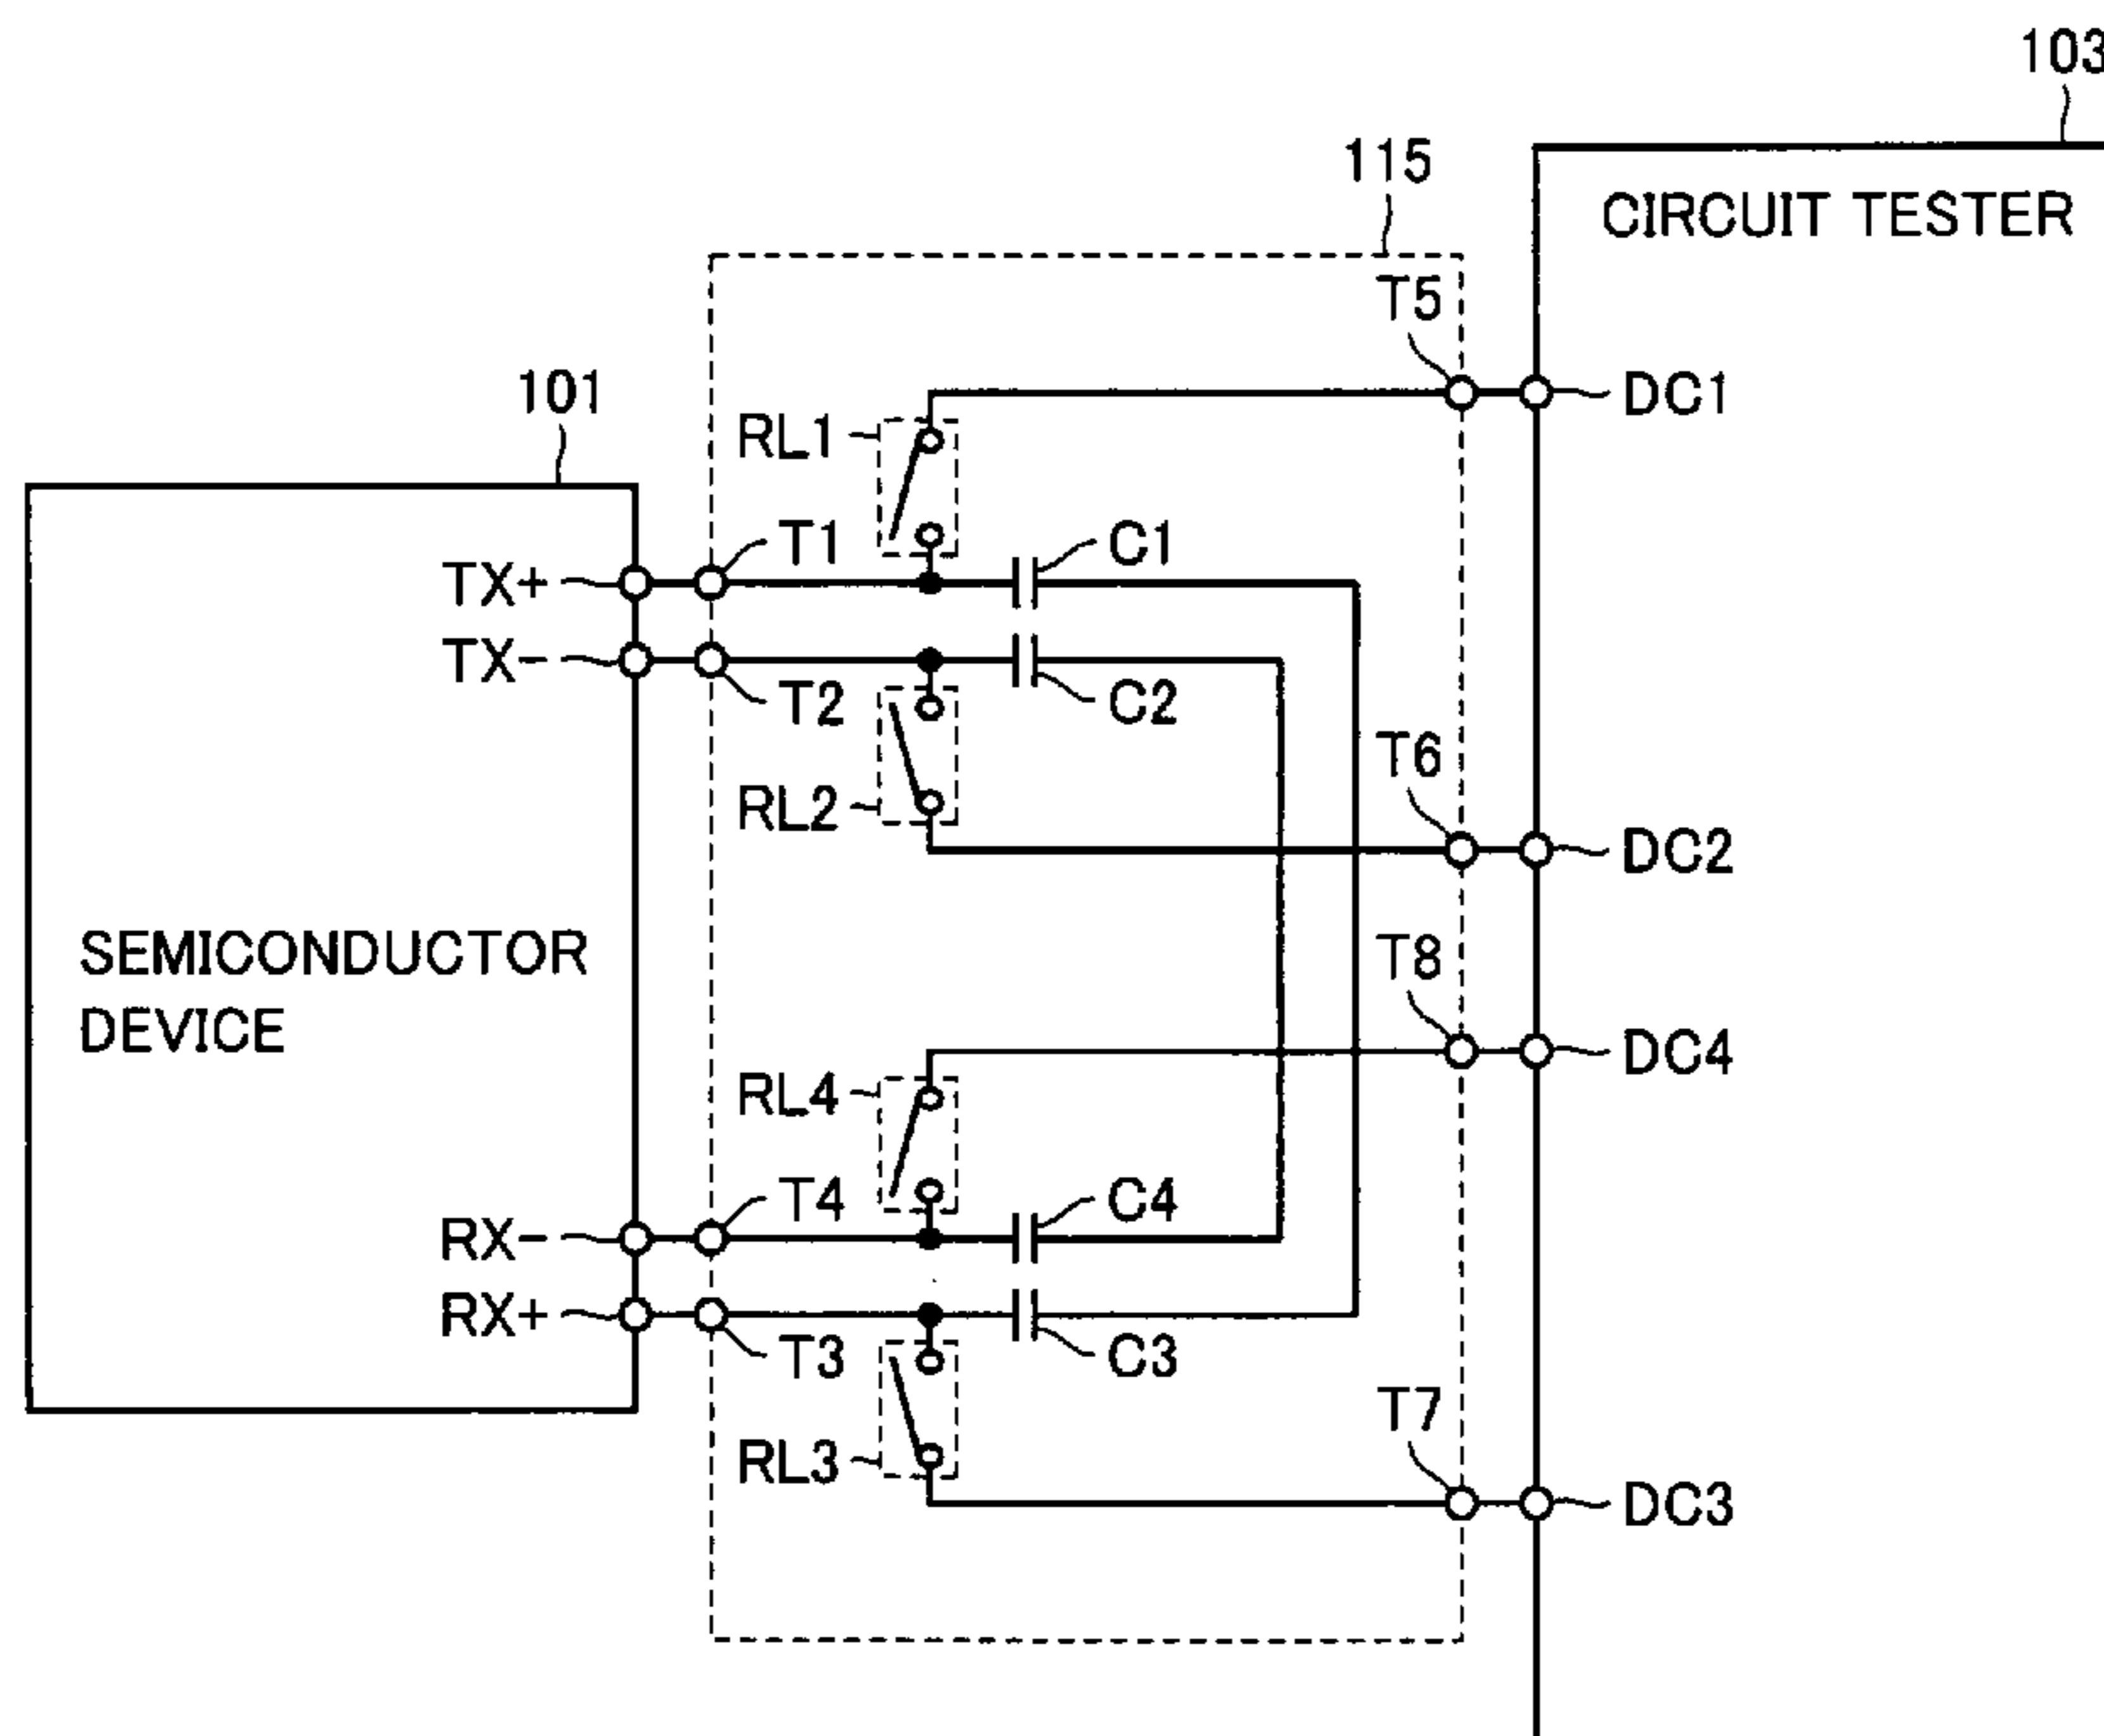 103
115
CIRCUIT TESTER
T5
101
DC1
RL1
T1
C1
TX+
TX-
T2
C2
T6
RL2
DC2
SEMICONDUCTOR
DEVICE
T8
DC4
RL4
T4
C4
RX-
RX+
T3
C3
T7
RL3
DC3